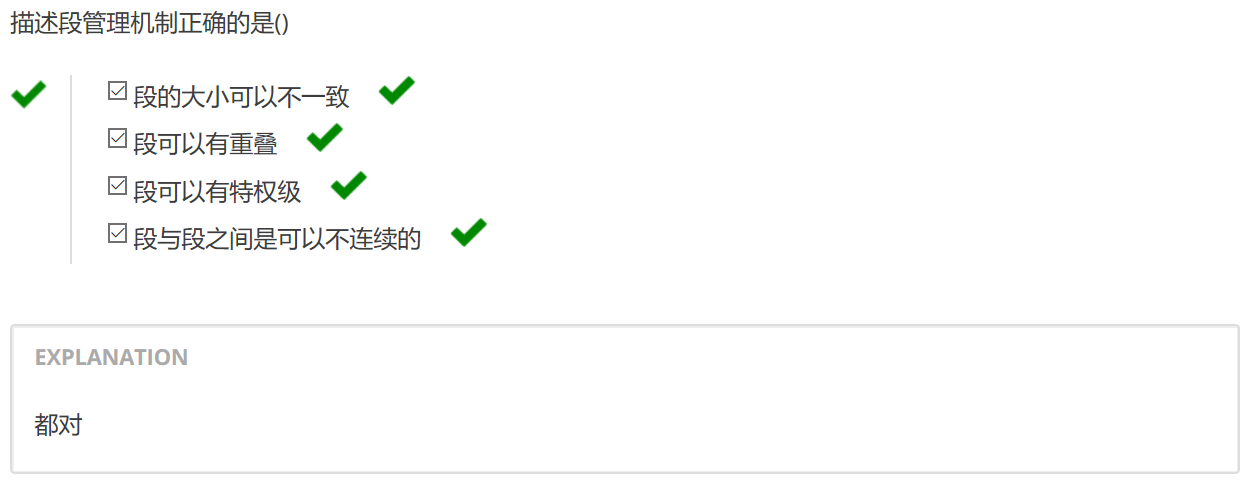 描述段管理机制正确的是()
段的大小可以不一致
段可以有重叠
段可以有特权级
段与段之间是可以不连续的
EXPLANATION
都对